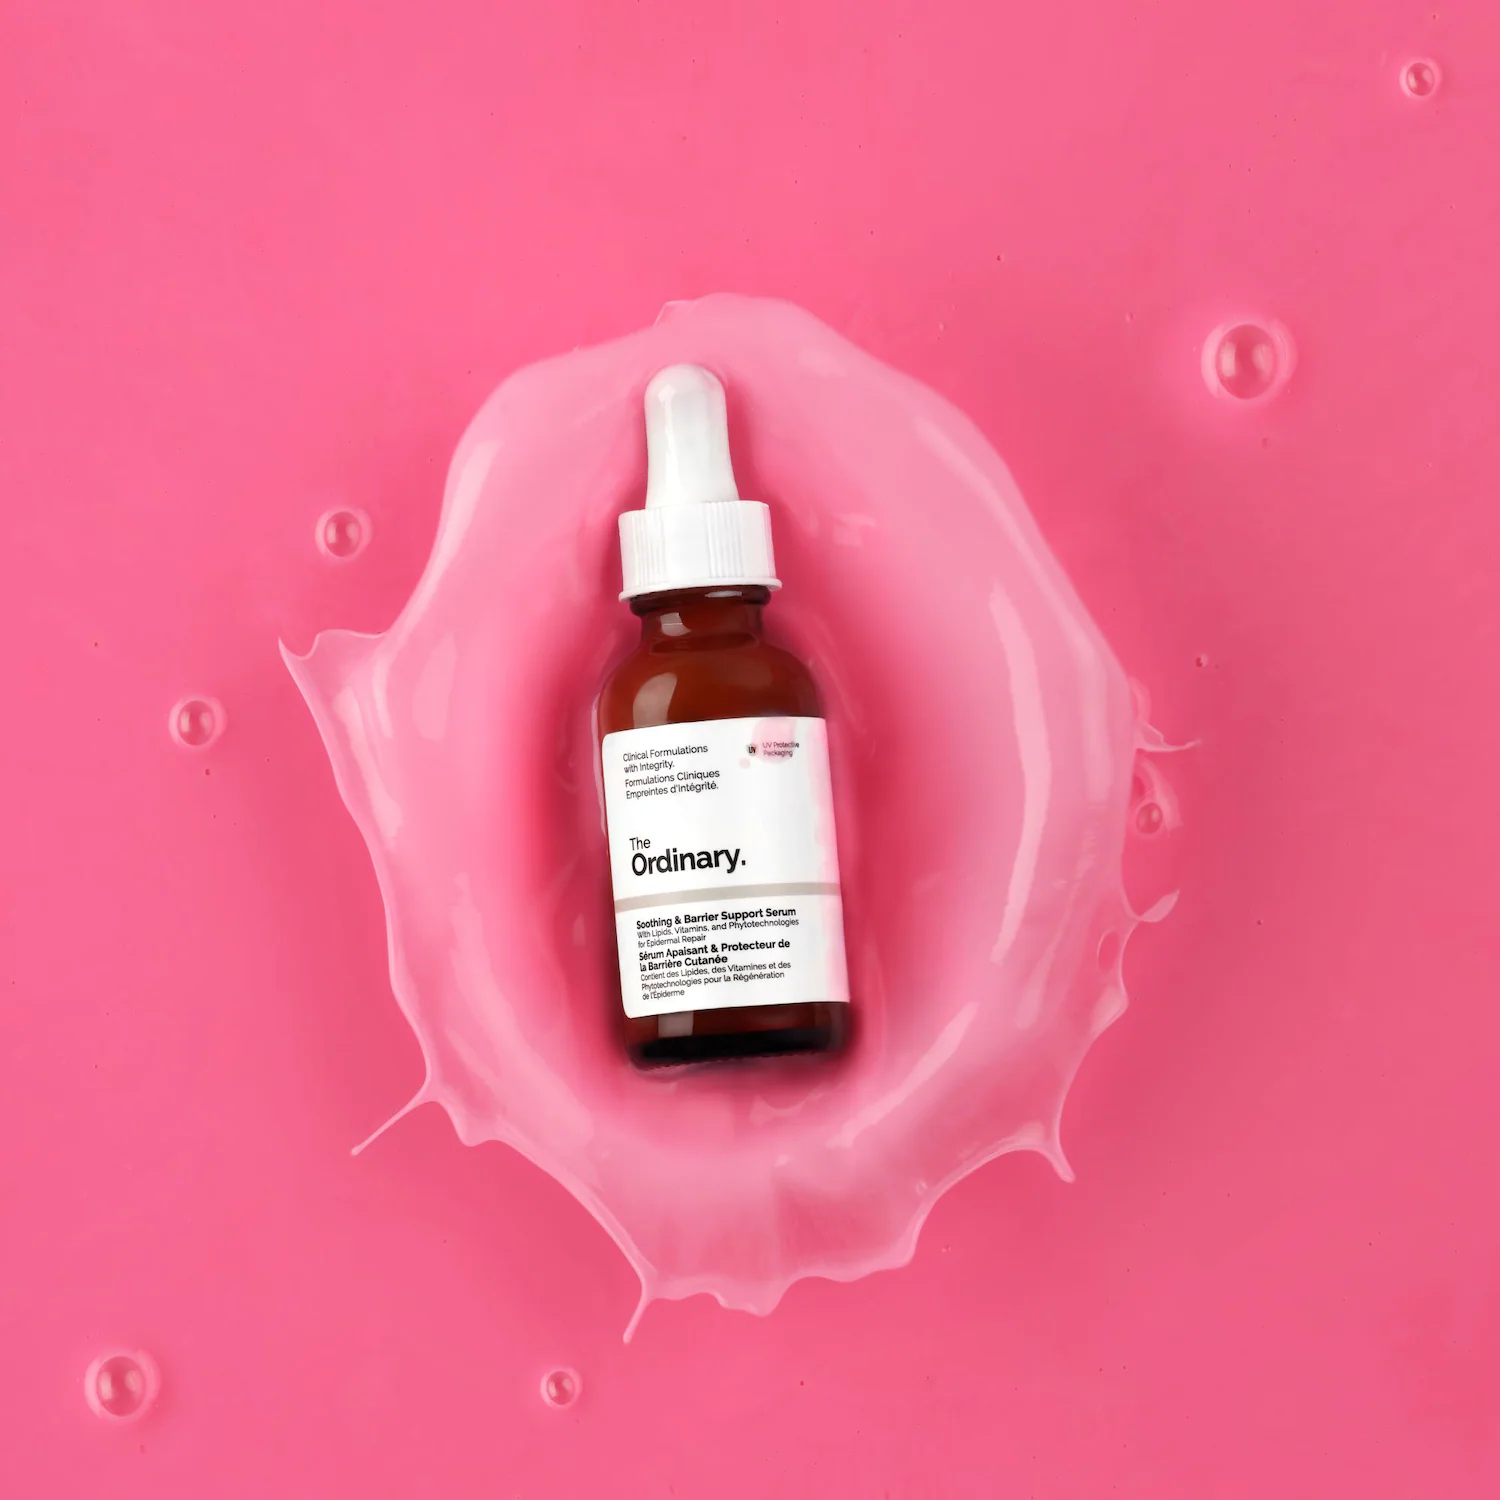 Clinical Formulations
with Integrity.
Formulations Cliniques
Empreintes d'intégrité.
UV
UV Protective
Packaging
The
Ordinary.
Soothing & Barrier Support Serum
With Lipids, Vitamins, and Phytotechnologies
for Epidermal Repair
Sérum Apaisant & Protecteur de
la Barrière Cutanée
Contient des Lipides, des Vitamines et des
Phytotechnologies pour la Régénération
de l'Épiderme